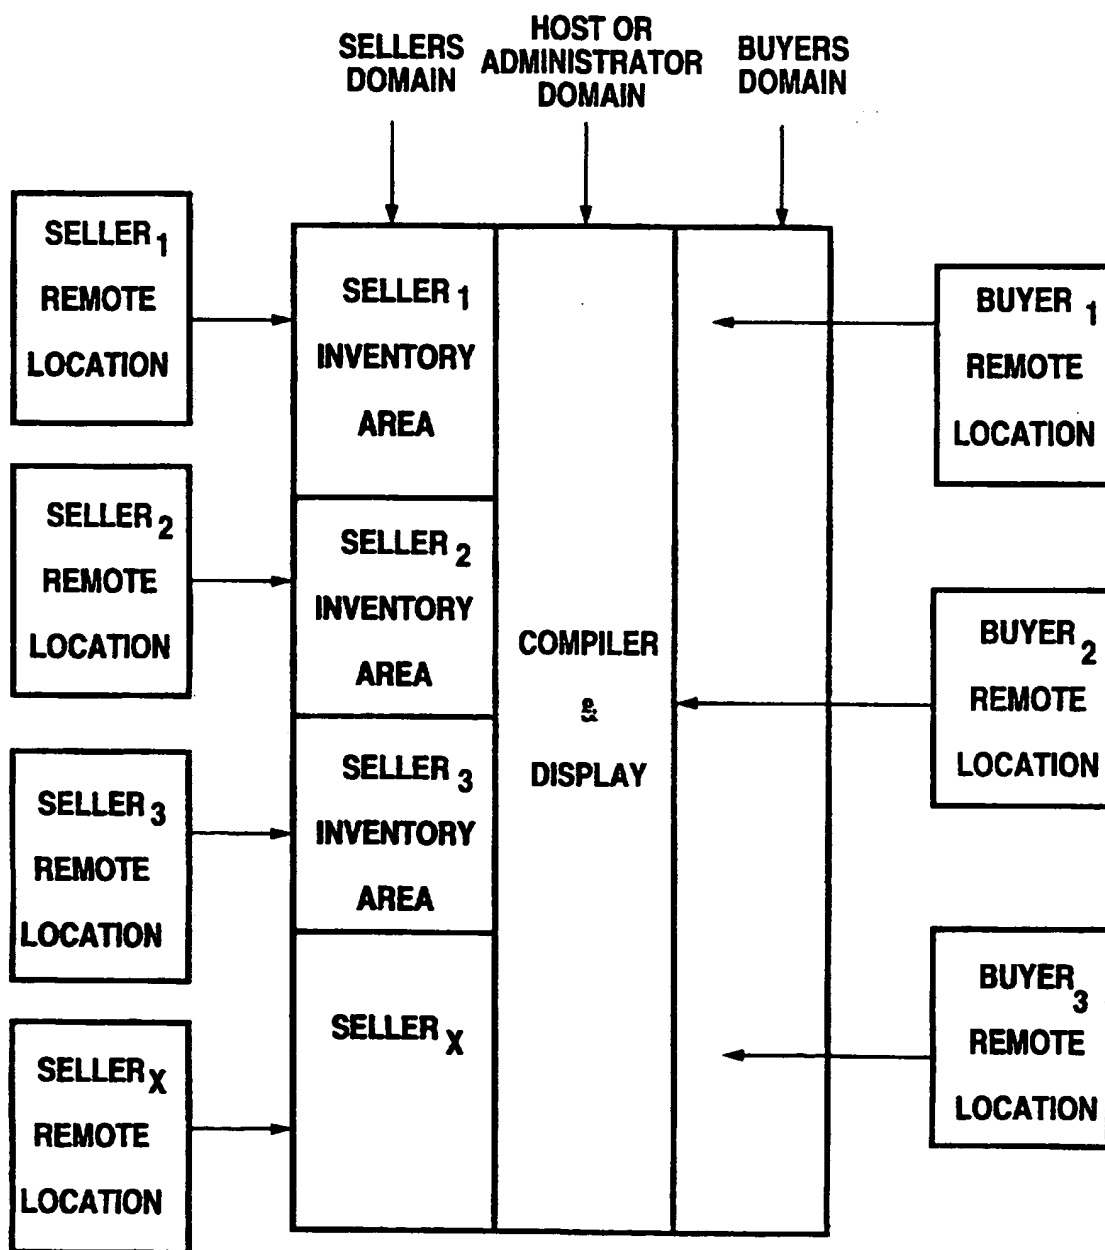 SELLERS
DOMAIN
HOST OR
ADMINISTRATOR
DOMAIN
BUYERS
DOMAIN
SELLER1
REMOTE
LOCATION
SELLER2
REMOTE
LOCATION
SELLER3
REMOTE
LOCATION
SELLERX
REMOTE
LOCATION
SELLER1
INVENTORY
AREA
SELLER2
INVENTORY
AREA
SELLER3
INVENTORY
AREA
SELLERX
COMPILER
&
DISPLAY
BUYER1
REMOTE
LOCATION
BUYER2
REMOTE
LOCATION
BUYER3
REMOTE
LOCATION